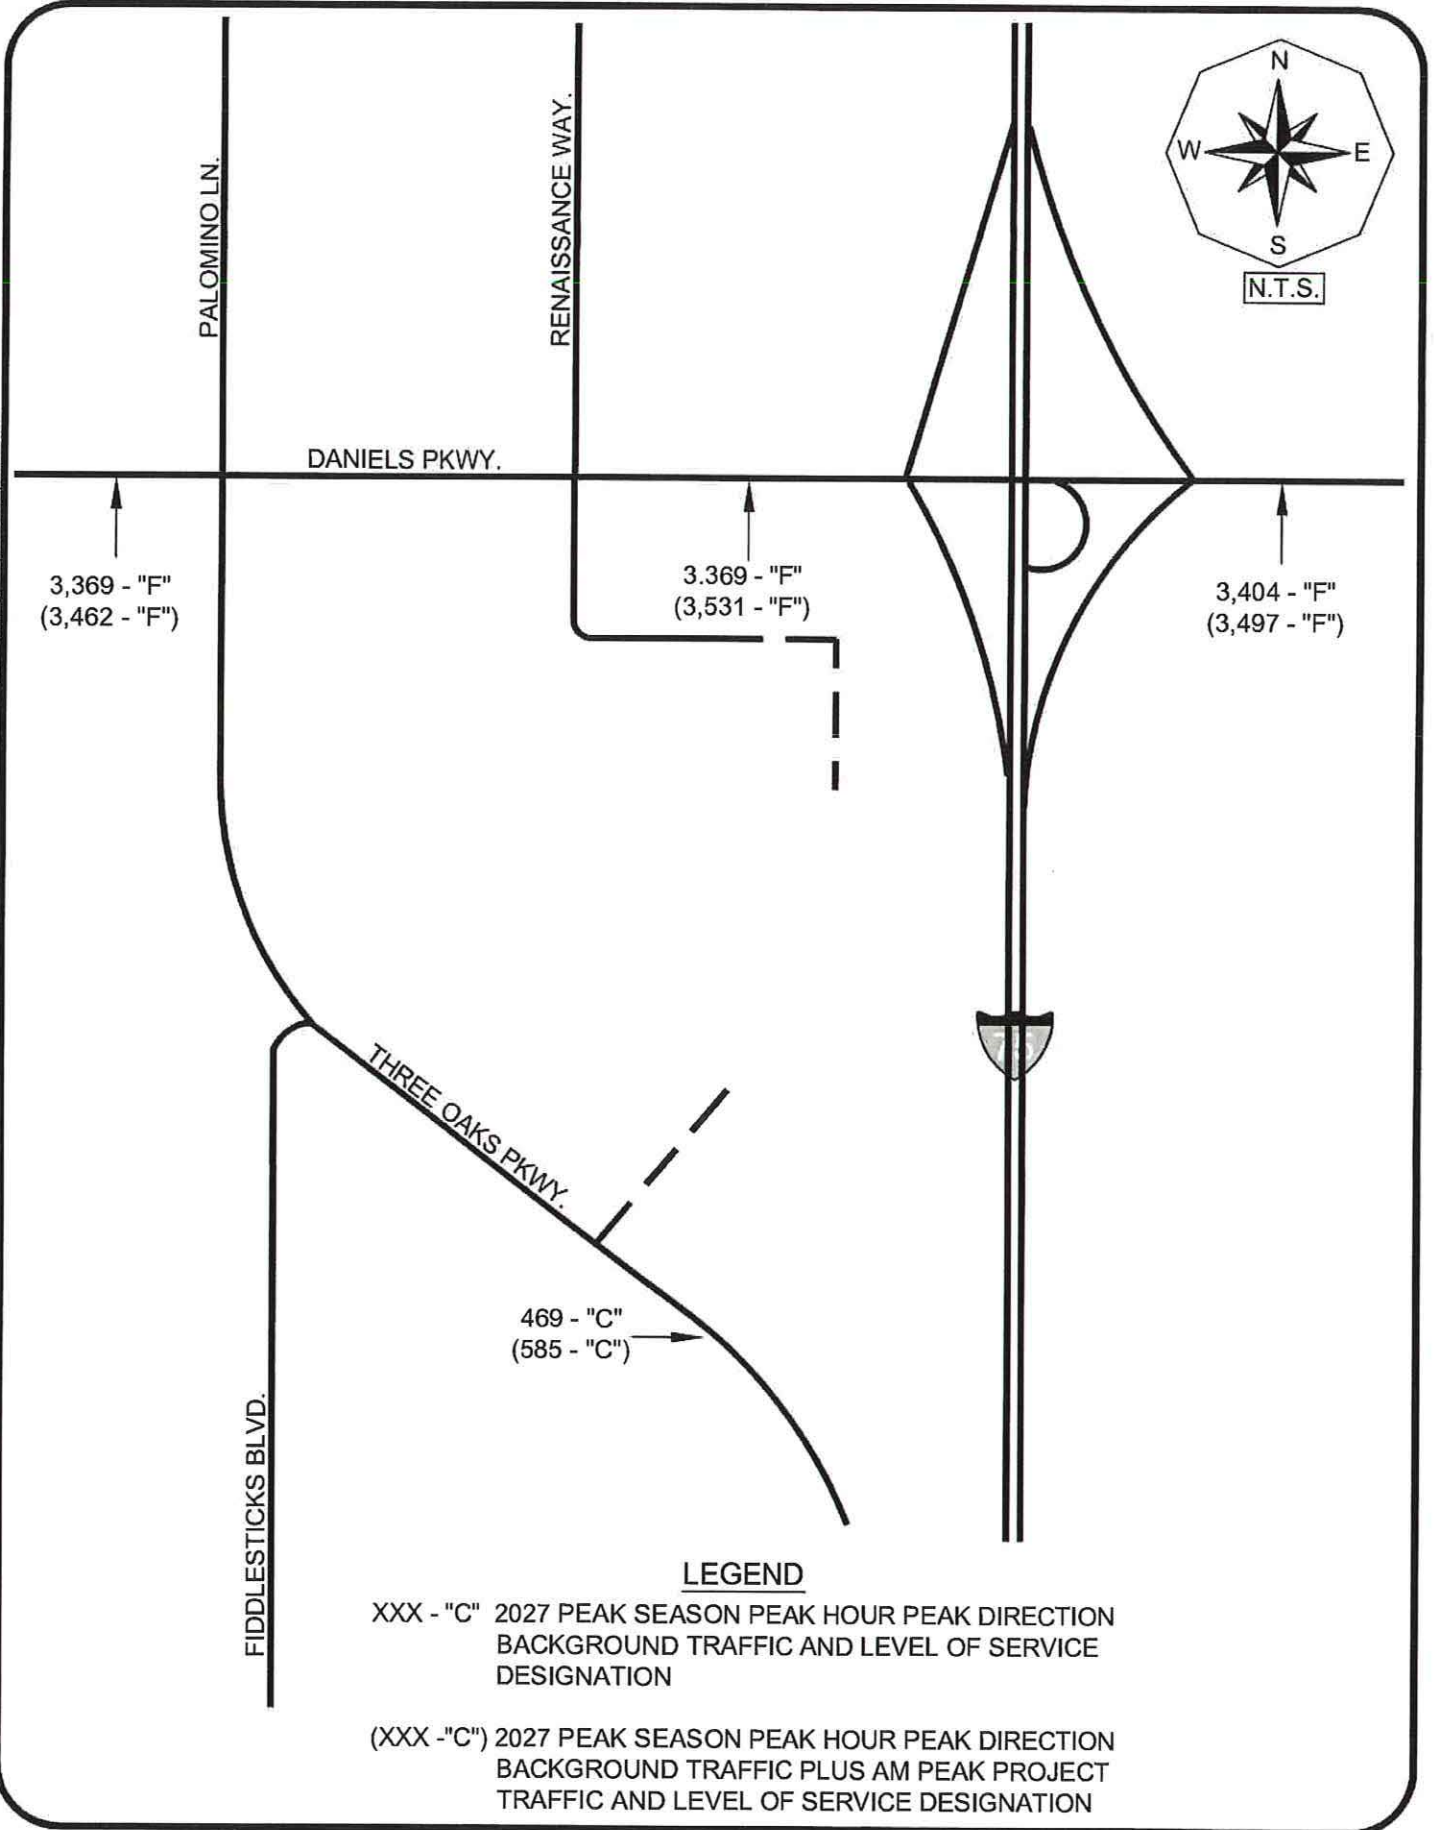 N
W
E
S
N.T.S.
PALOMINO LN.
RENAISSANCE WAY.
DANIELS PKWY.
3,369 - "F"
(3,462 - "F")
3.369 - "F"
(3,531 - "F")
3,404 - "F"
(3,497 - "F")
75
THREE OAKS PKWY.
469 - "C"
(585 - "C")
FIDDLESTICKS BLVD.
LEGEND
XXX - "C" 2027 PEAK SEASON PEAK HOUR PEAK DIRECTION
BACKGROUND TRAFFIC AND LEVEL OF SERVICE
DESIGNATION
(XXX -"C") 2027 PEAK SEASON PEAK HOUR PEAK DIRECTION
BACKGROUND TRAFFIC PLUS AM PEAK PROJECT
TRAFFIC AND LEVEL OF SERVICE DESIGNATION